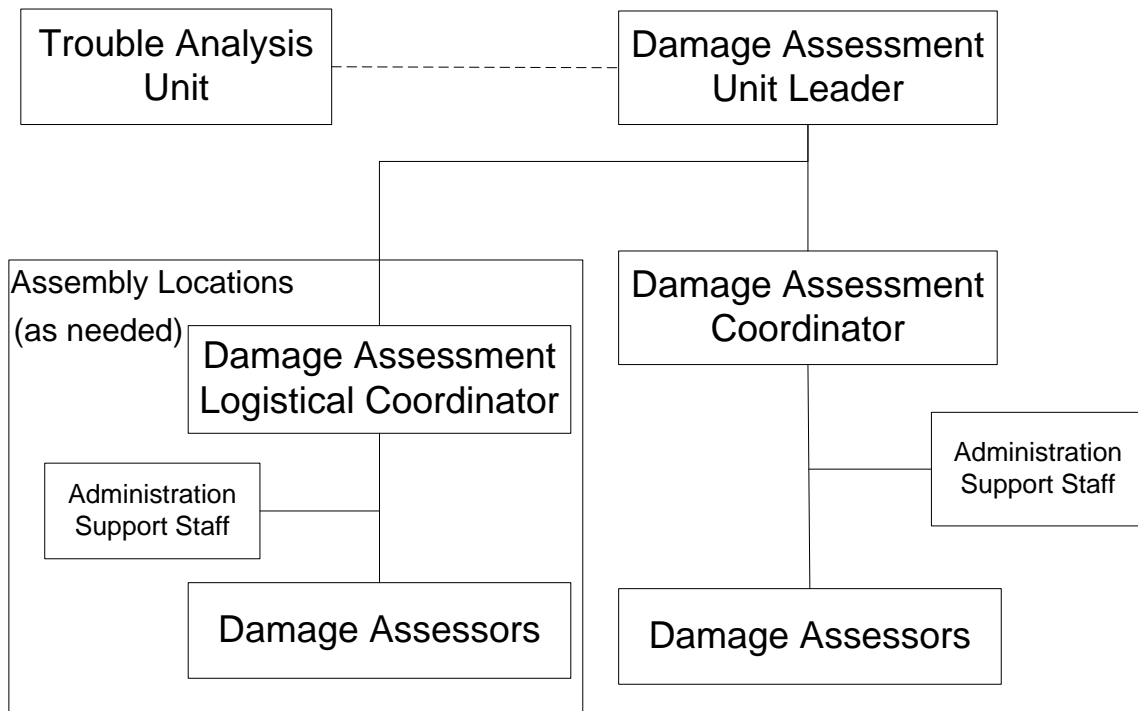 Trouble Analysis
Unit
Damage Assessment
Unit Leader
Assembly Locations
(as needed)
Damage Assessment
Logistical Coordinator
Administration
Support Staff
Damage Assessors
Damage Assessment
Coordinator
Administration
Support Staff
Damage Assessors